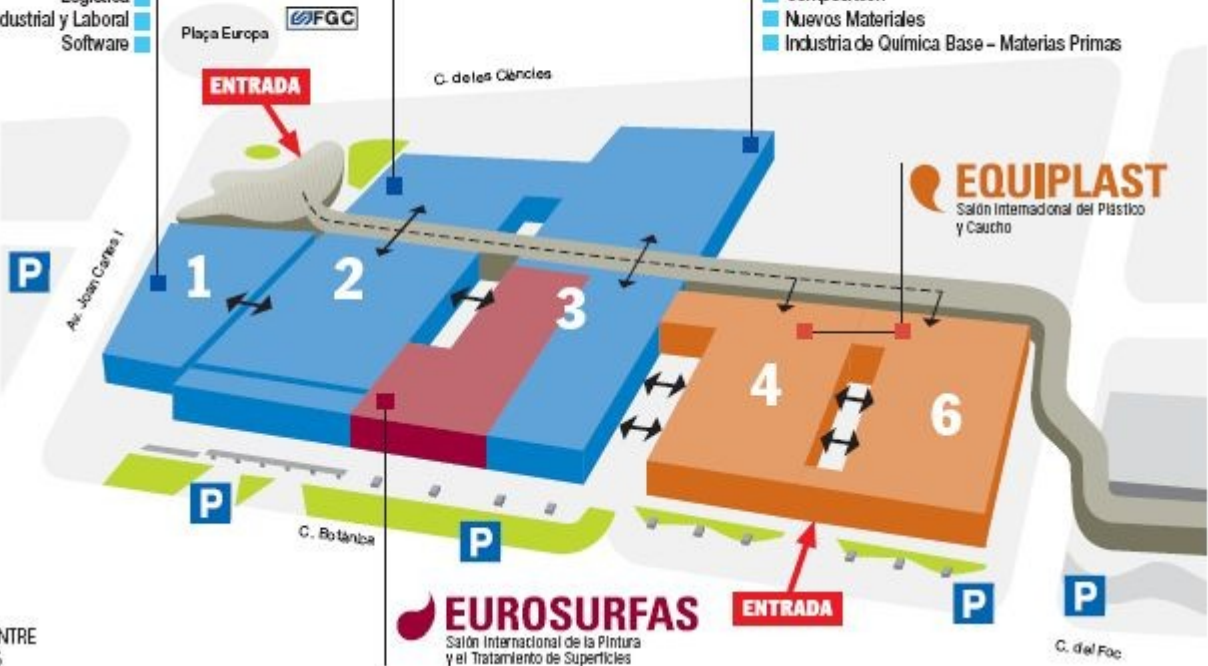 Industrial y Laboral
Software
Plaça Europa
FGC
Nuevos Materiales
Industria de Química Base – Materias Primas
ENTRADA
C. de les Ciències
EQUIPLAST
Salón Internacional del Plástico
y Caucho
P
Av. Joan Carles I
1
2
3
4
6
P
C. Botànica
P
EUROSURFAS
Salón Internacional de la Pintura
y el Tratamiento de Superficies
ENTRADA
P
P
C. del Foc